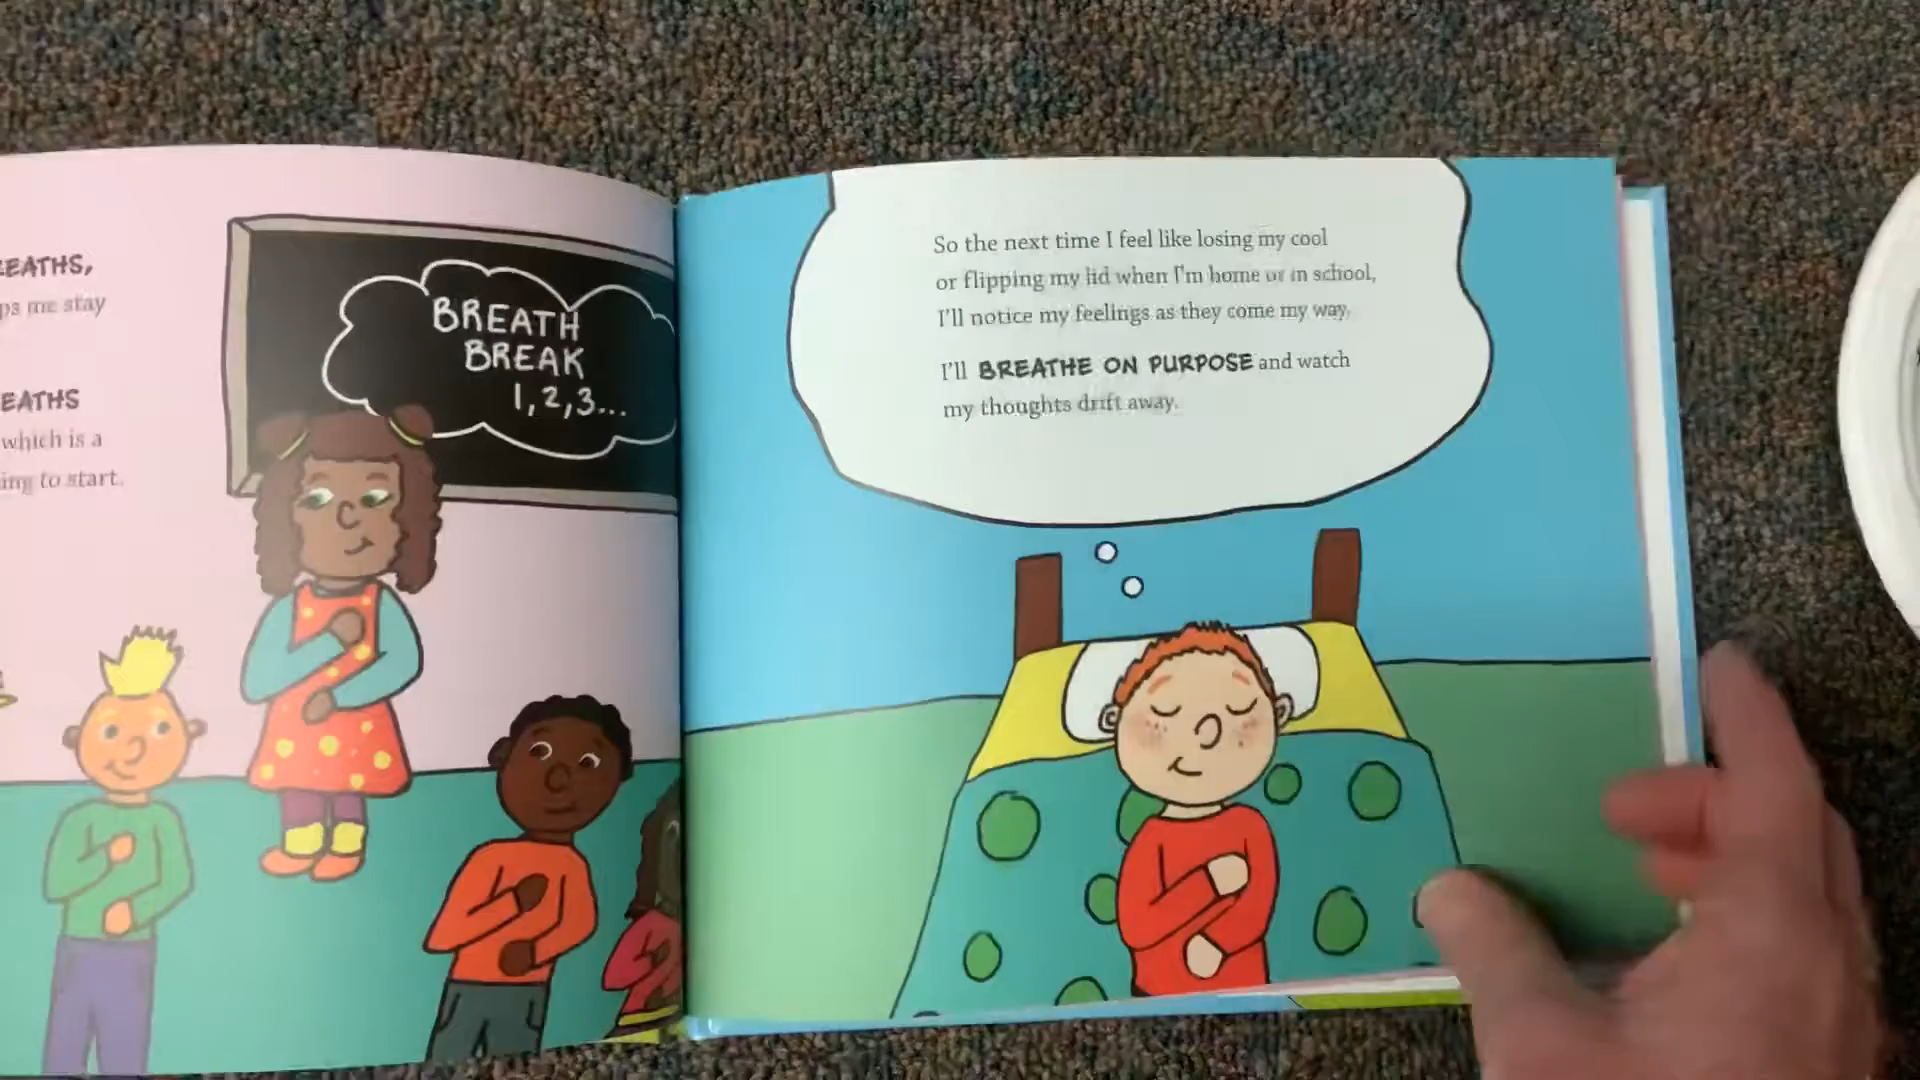 EATHS,
ps me stay
EATHS
which is a
ing to start.
BREATH
BREAK
1,2,3...
So the next time I feel like losing my cool
or flipping my lid when I'm home or in school,
I'll notice my feelings as they come my way.
I'll BREATHE ON PURPOSE and watch
my thoughts drift away.